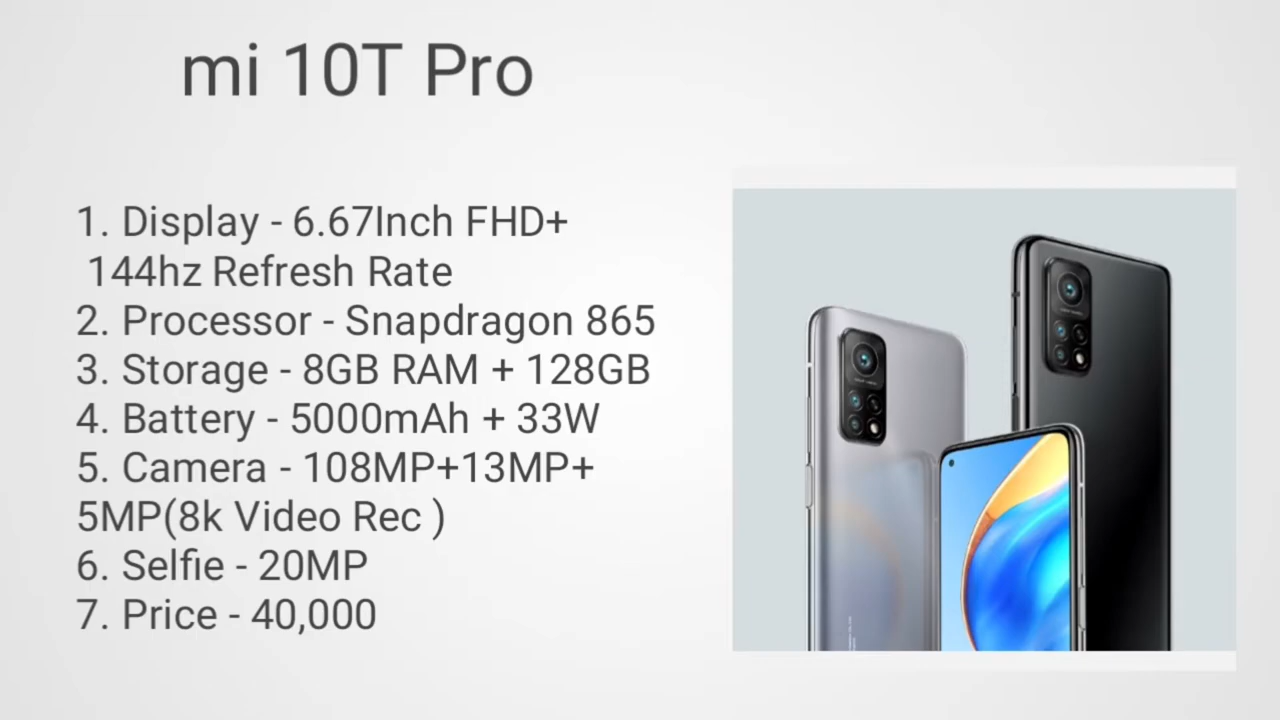 mi 10T Pro
1. Display - 6.67Inch FHD+
144hz Refresh Rate
2. Processor - Snapdragon 865
3. Storage - 8GB RAM + 128GB
4. Battery - 5000mAh + 33W
5. Camera - 108MP+13MP+
5MP(8k Video Rec )
6. Selfie - 20MP
7. Price - 40,000